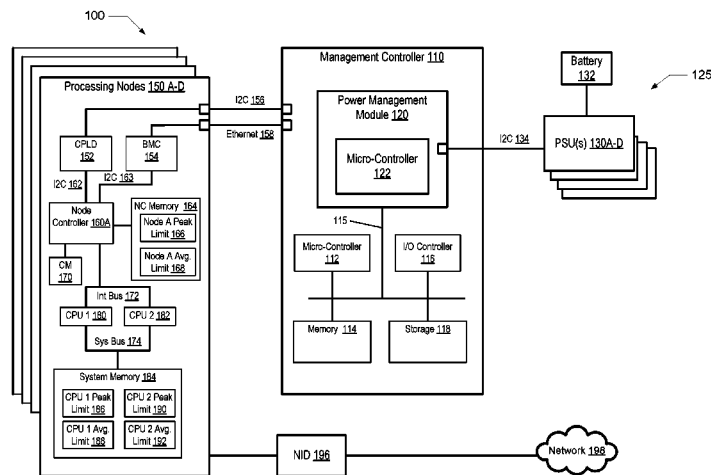 100
Processing Nodes 150 A-D
CPLD
152
BMC
154
I2C 162
I2C 163
Node
Controller
160A
NC Memory 164
Node A Peak
Limit 166
Node A Avg.
Limit 168
CM
170
Int Bus 172
CPU 1 180
CPU 2 182
Sys Bus 174
System Memory 184
CPU 1 Peak
Limit 186
CPU 2 Peak
Limit 190
CPU 1 Avg.
Limit 188
CPU 2 Avg.
Limit 192
I2C 156
Ethernet 158
Management Controller 110
Power Management
Module 120
Micro-Controller
122
115
Micro-Controller
112
I/O Controller
116
Memory 114
Storage 118
I2C 134
Battery
132
125
PSU(s) 130A-D
NID 196
Network 198